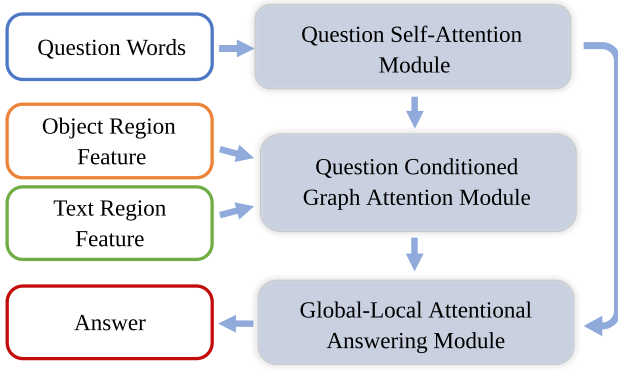 Question Words
Question Self-Attention
Module
Object Region
Feature
Question Conditioned
Graph Attention Module
Text Region
Feature
Answer
Global-Local Attentional
Answering Module